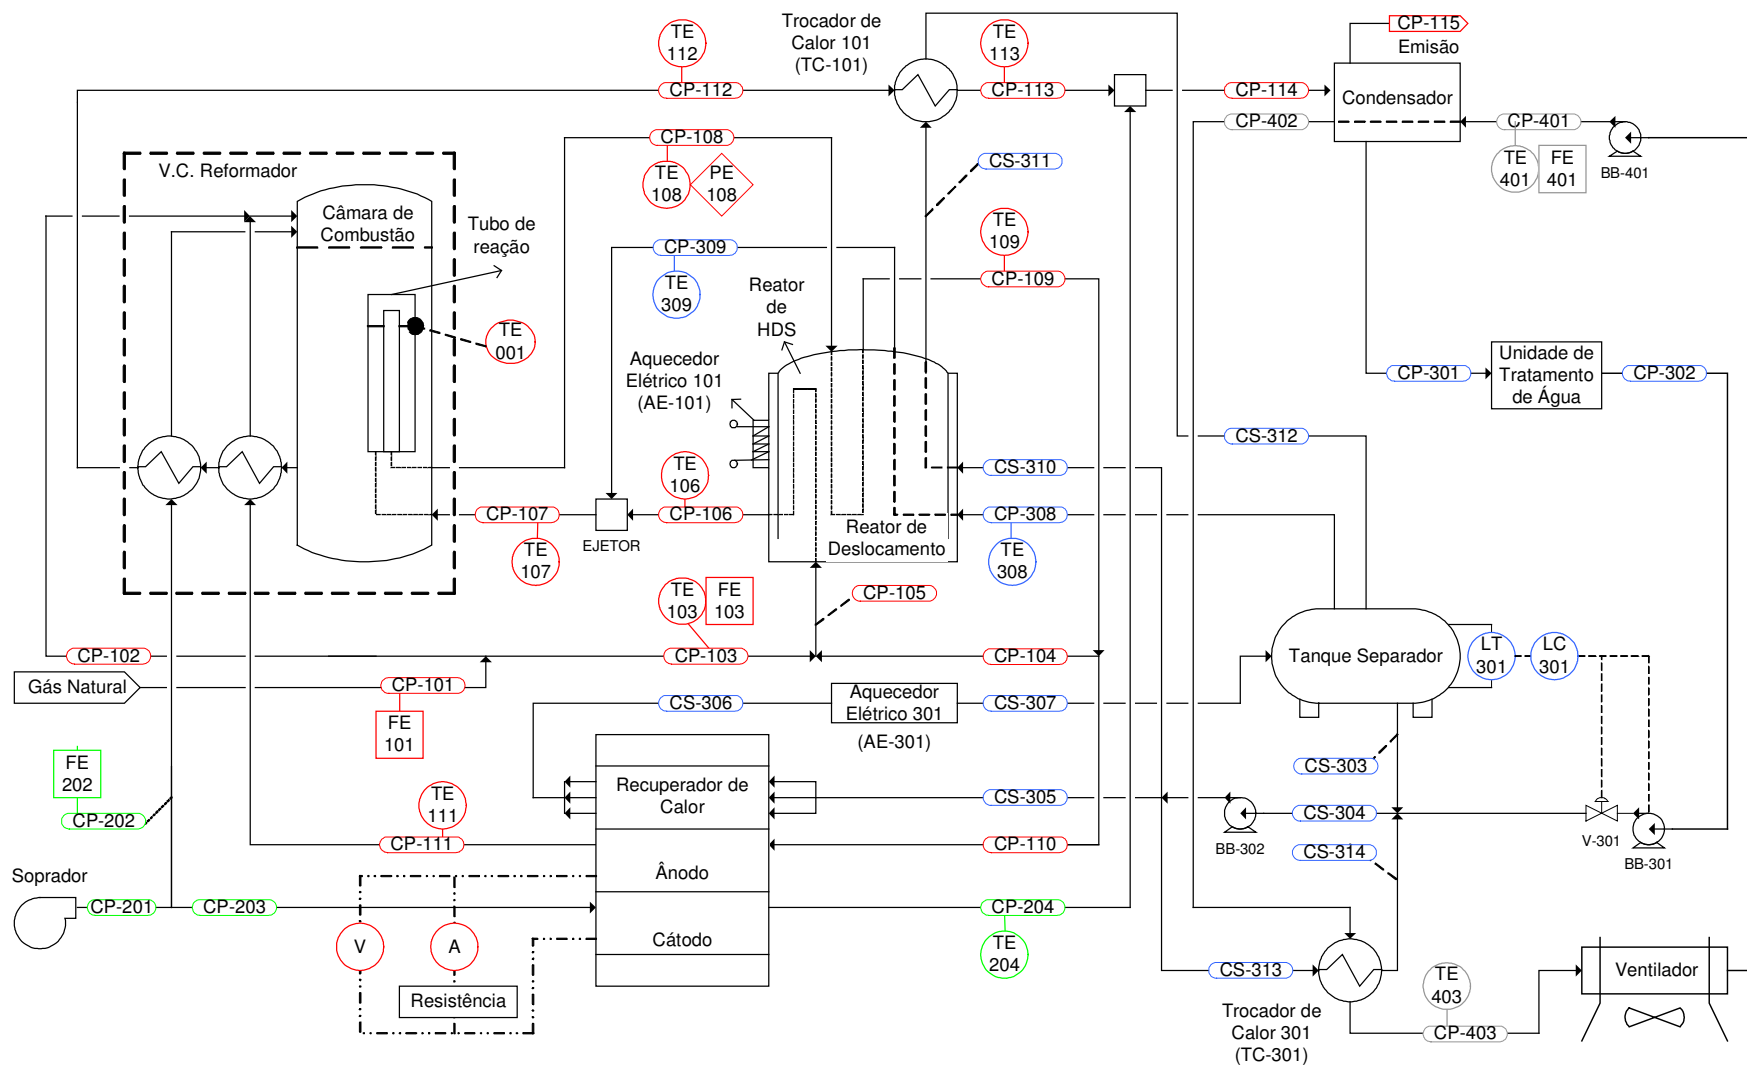 Trocador de
Calor 101
(TC-101)
TE
112
CP-112
TE
113
CP-113
CP-115
Emissão
Condensador
CP-114
CP-402
CP-401
TE
401
FE
401
BB-401
CP-108
TE
108
PE
108
CS-311
V.C. Reformador
Câmara de
Combustão
Tubo de
reação
TE
001
CP-309
TE
309
TE
109
CP-109
Reator
de
HDS
Aquecedor
Elétrico 101
(AE-101)
CP-301
Unidade de
Tratamento
de Água
CP-302
CS-312
TE
106
CP-106
CS-310
CP-308
TE
308
CP-107
TE
107
EJETOR
Reator de
Deslocamento
TE
103
FE
103
CP-105
CP-102
CP-103
CP-104
Gás Natural
CP-101
FE
101
Tanque Separador
LT
301
LC
301
CS-306
Aquecedor
Elétrico 301
(AE-301)
CS-307
FE
202
CP-202
TE
111
CP-111
Recuperador de
Calor
CS-305
CS-303
CS-304
BB-302
V-301
BB-301
CS-314
CP-110
Ânodo
Soprador
CP-201
CP-203
V
A
Cátodo
CP-204
TE
204
Resistência
CS-313
Trocador de
Calor 301
(TC-301)
TE
403
CP-403
Ventilador